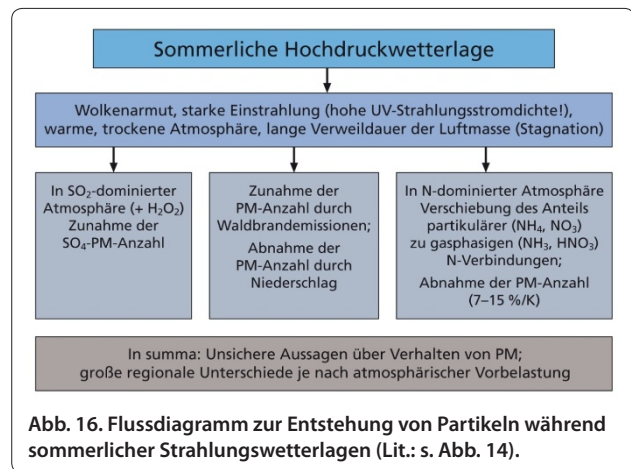 Sommerliche Hochdruckwetterlage
Wolkenarmut, starke Einstrahlung (hohe UV-Strahlungsstromdichte!),
warme, trockene Atmosphäre, lange Verweildauer der Luftmasse (Stagnation)
In SO₂-dominierter
Atmosphäre (+ H₂O₂)
Zunahme der
SO₄-PM-Anzahl
Zunahme der
PM-Anzahl durch
Waldbrandemissionen;
Abnahme der
PM-Anzahl durch
Niederschlag
In N-dominierter Atmosphäre
Verschiebung des Anteils
partikulärer (NH₄, NO₃)
zu gasphasigen (NH₃, HNO₃)
N-Verbindungen;
Abnahme der PM-Anzahl
(7–15 %/K)
In summa: Unsichere Aussagen über Verhalten von PM;
große regionale Unterschiede je nach atmosphärischer Vorbelastung
Abb. 16. Flussdiagramm zur Entstehung von Partikeln während
sommerlicher Strahlungswetterlagen (Lit.: s. Abb. 14).